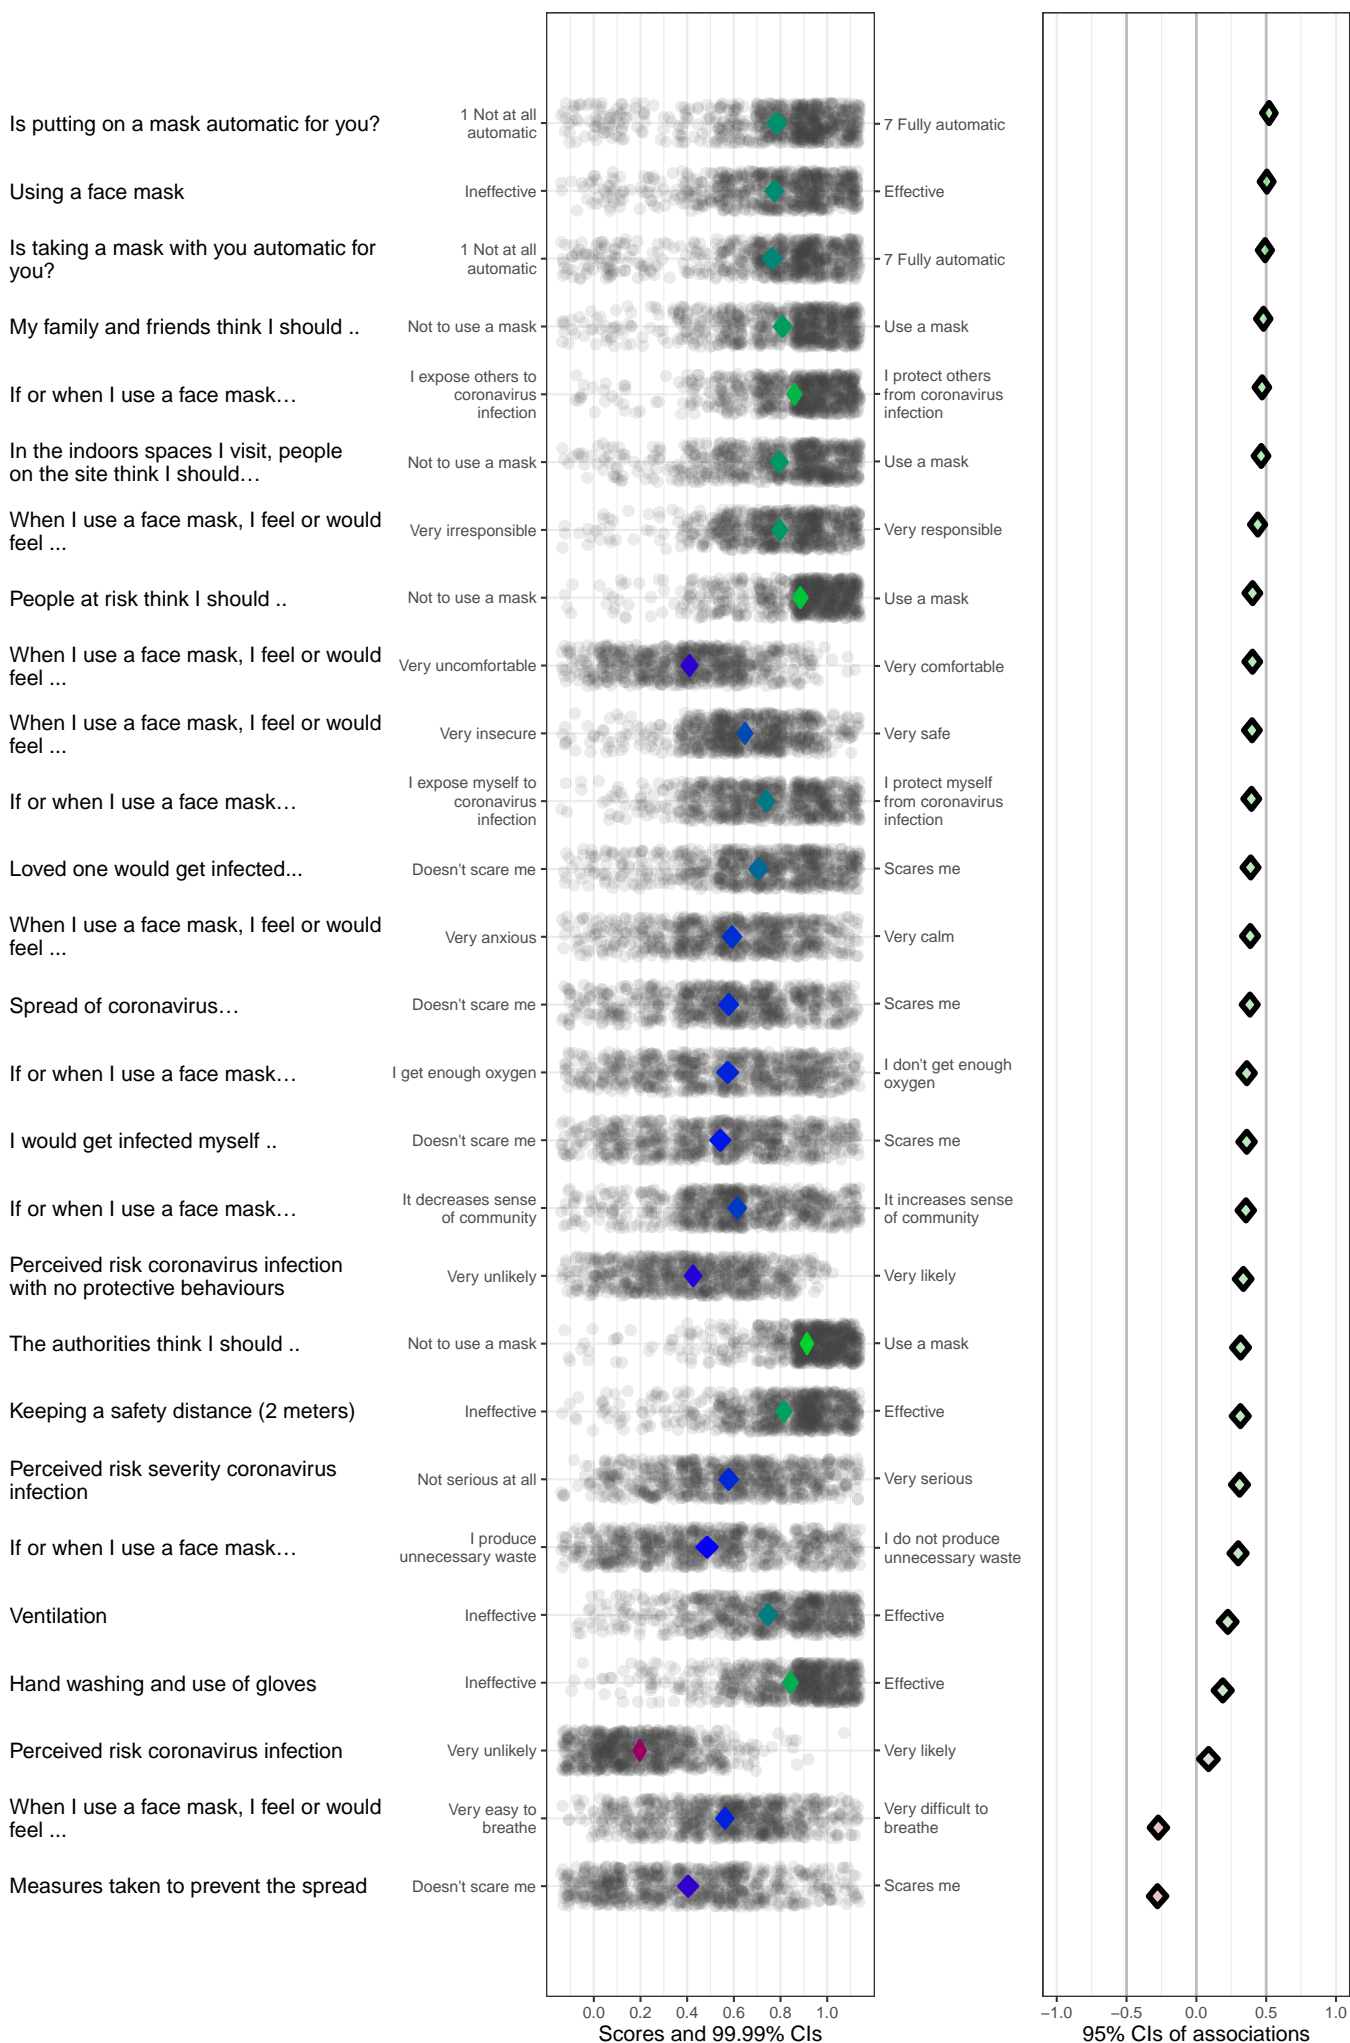 Is putting on a mask automatic for you?
1 Not at all
automatic
7 Fully automatic
Using a face mask
Ineffective
Effective
Is taking a mask with you automatic for
you?
1 Not at all
automatic
7 Fully automatic
My family and friends think I should ..
Not to use a mask
Use a mask
If or when I use a face mask…
I expose others to
coronavirus
infection
I protect others
from coronavirus
infection
In the indoors spaces I visit, people
on the site think I should…
Not to use a mask
Use a mask
When I use a face mask, I feel or would
feel ...
Very irresponsible
Very responsible
People at risk think I should ..
Not to use a mask
Use a mask
When I use a face mask, I feel or would
feel ...
Very uncomfortable
Very comfortable
When I use a face mask, I feel or would
feel ...
Very insecure
Very safe
If or when I use a face mask…
I expose myself to
coronavirus
infection
I protect myself
from coronavirus
infection
Loved one would get infected...
Doesn't scare me
Scares me
When I use a face mask, I feel or would
feel ...
Very anxious
Very calm
Spread of coronavirus…
Doesn't scare me
Scares me
If or when I use a face mask…
I get enough oxygen
I don't get enough
oxygen
I would get infected myself ..
Doesn't scare me
Scares me
If or when I use a face mask…
It decreases sense
of community
It increases sense
of community
Perceived risk coronavirus infection
with no protective behaviours
Very unlikely
Very likely
The authorities think I should ..
Not to use a mask
Use a mask
Keeping a safety distance (2 meters)
Ineffective
Effective
Perceived risk severity coronavirus
infection
Not serious at all
Very serious
If or when I use a face mask…
I produce
unnecessary waste
I do not produce
unnecessary waste
Ventilation
Ineffective
Effective
Hand washing and use of gloves
Ineffective
Effective
Perceived risk coronavirus infection
Very unlikely
Very likely
When I use a face mask, I feel or would
feel ...
Very easy to
breathe
Very difficult to
breathe
Measures taken to prevent the spread
Doesn't scare me
Scares me
0.0 0.2 0.4 0.6 0.8 1.0
Scores and 99.99% CIs
−1.0 −0.5 0.0 0.5 1.0
95% CIs of associations